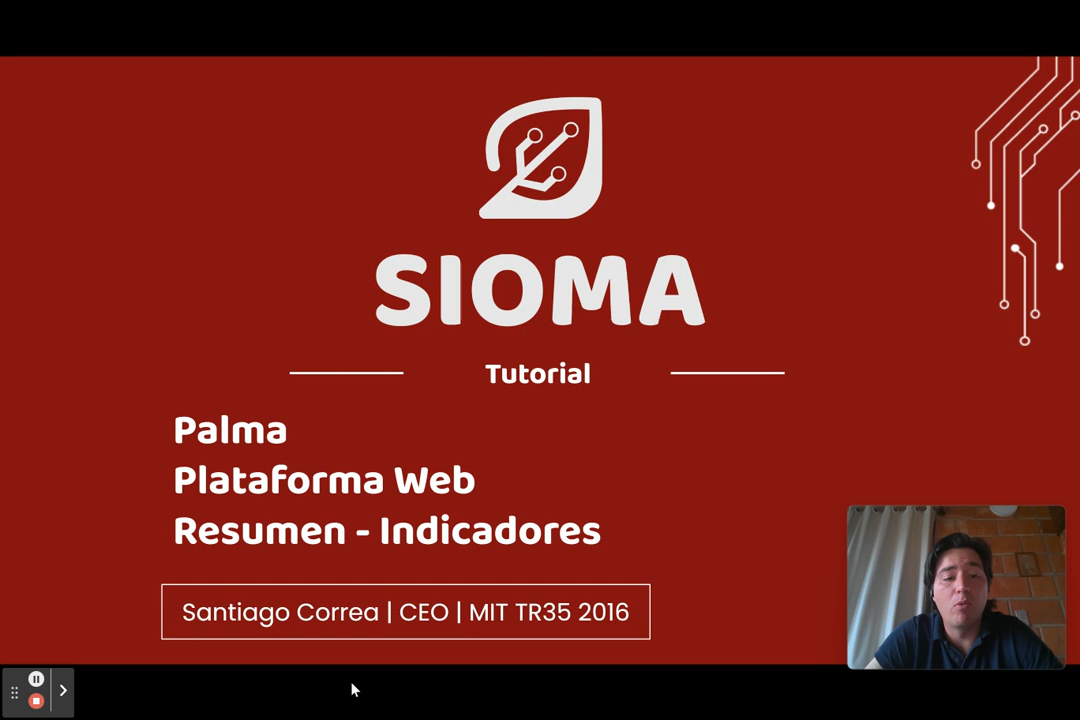 SIOMA
Tutorial
Palma
Plataforma Web
Resumen - Indicadores
Santiago Correa | CEO | MIT TR35 2016